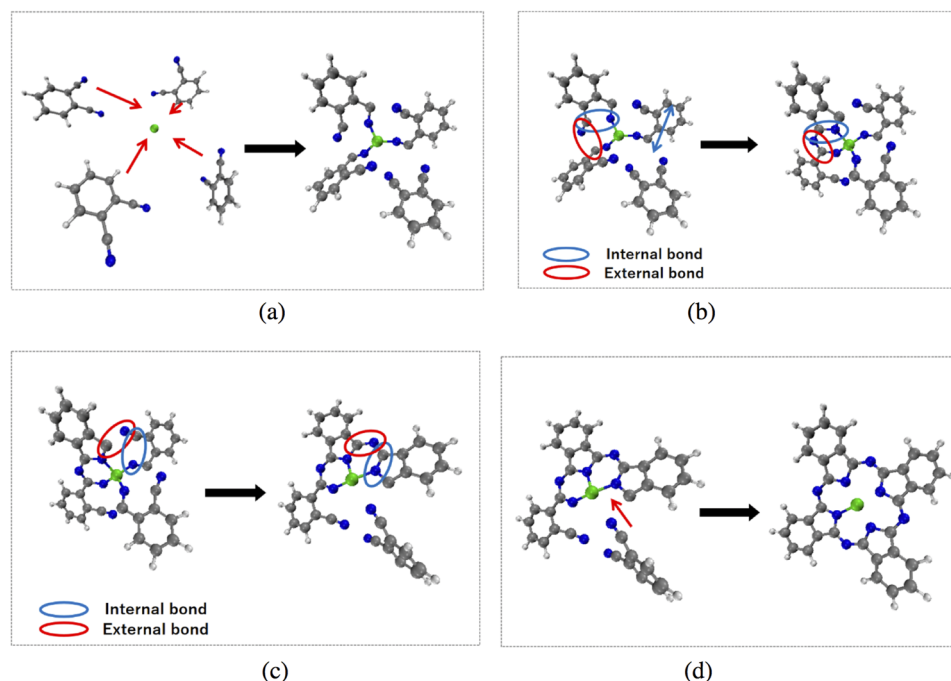 (a)
Internal bond
External bond
(b)
Internal bond
External bond
(c)
(d)